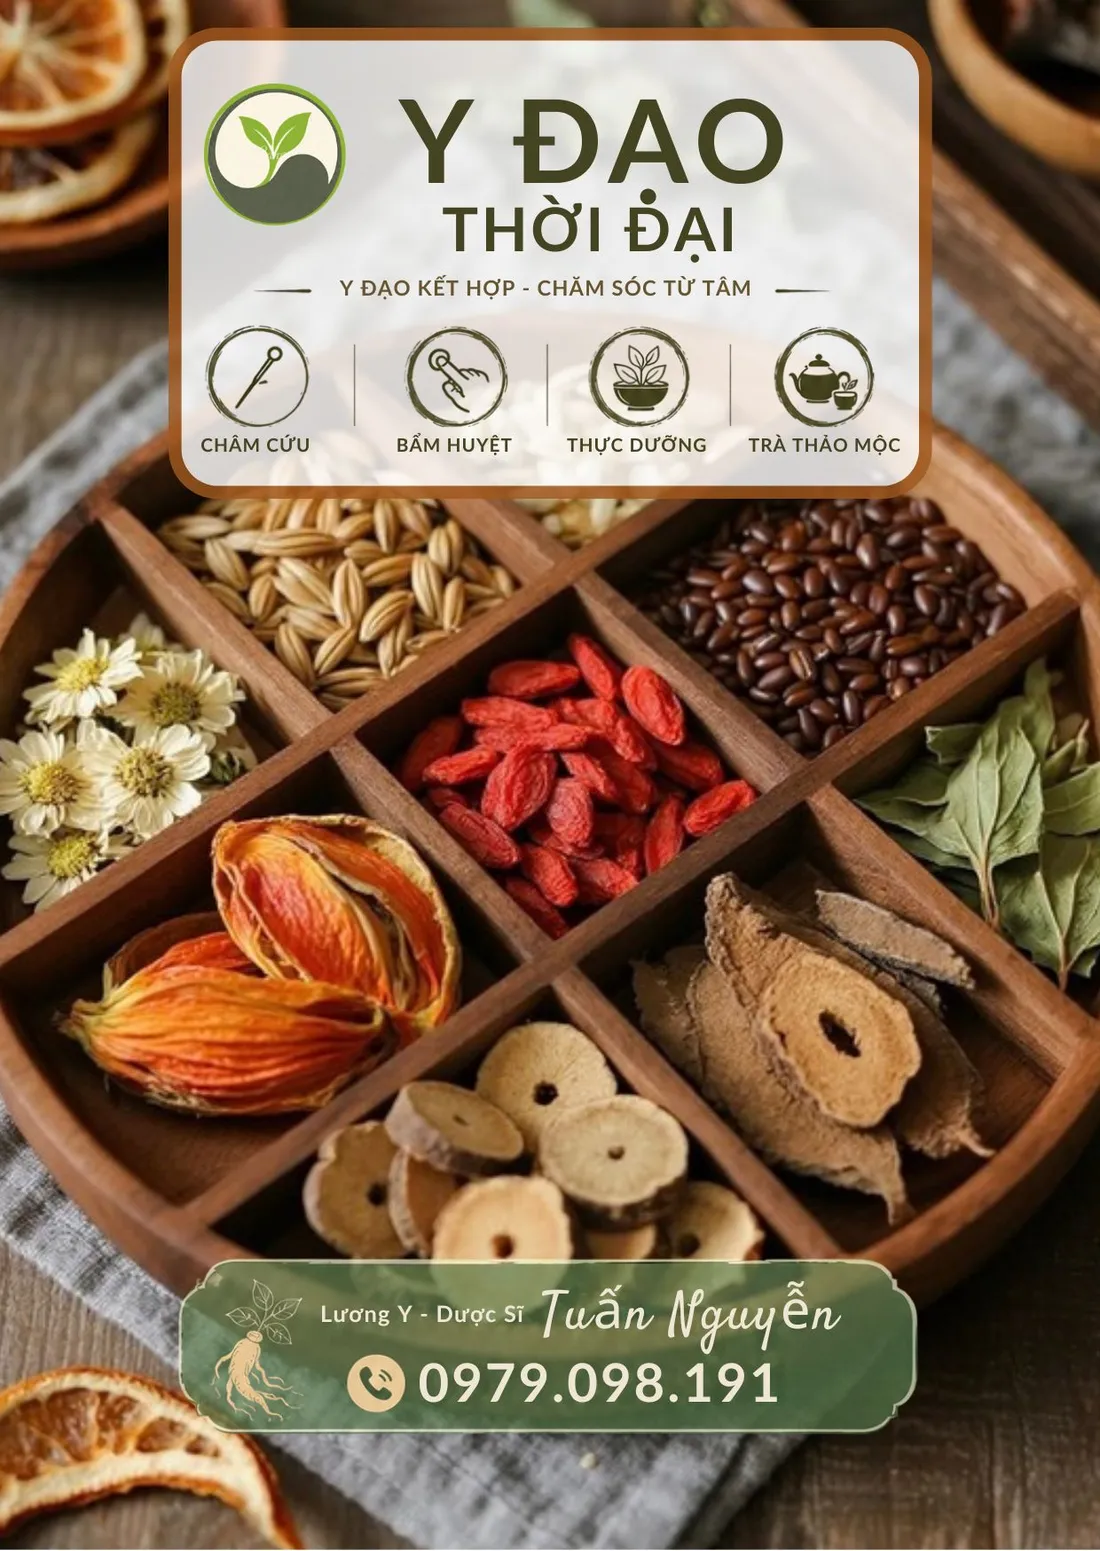 Y ĐẠO
THỜI ĐẠI
Y ĐẠO KẾT HỢP - CHĂM SÓC TỪ TÂM
CHÂM CỨU
BẤM HUYỆT
THỰC DƯỠNG
TRÀ THẢO MỘC
Lương Y - Dược Sĩ Tuấn Nguyễn
0979.098.191